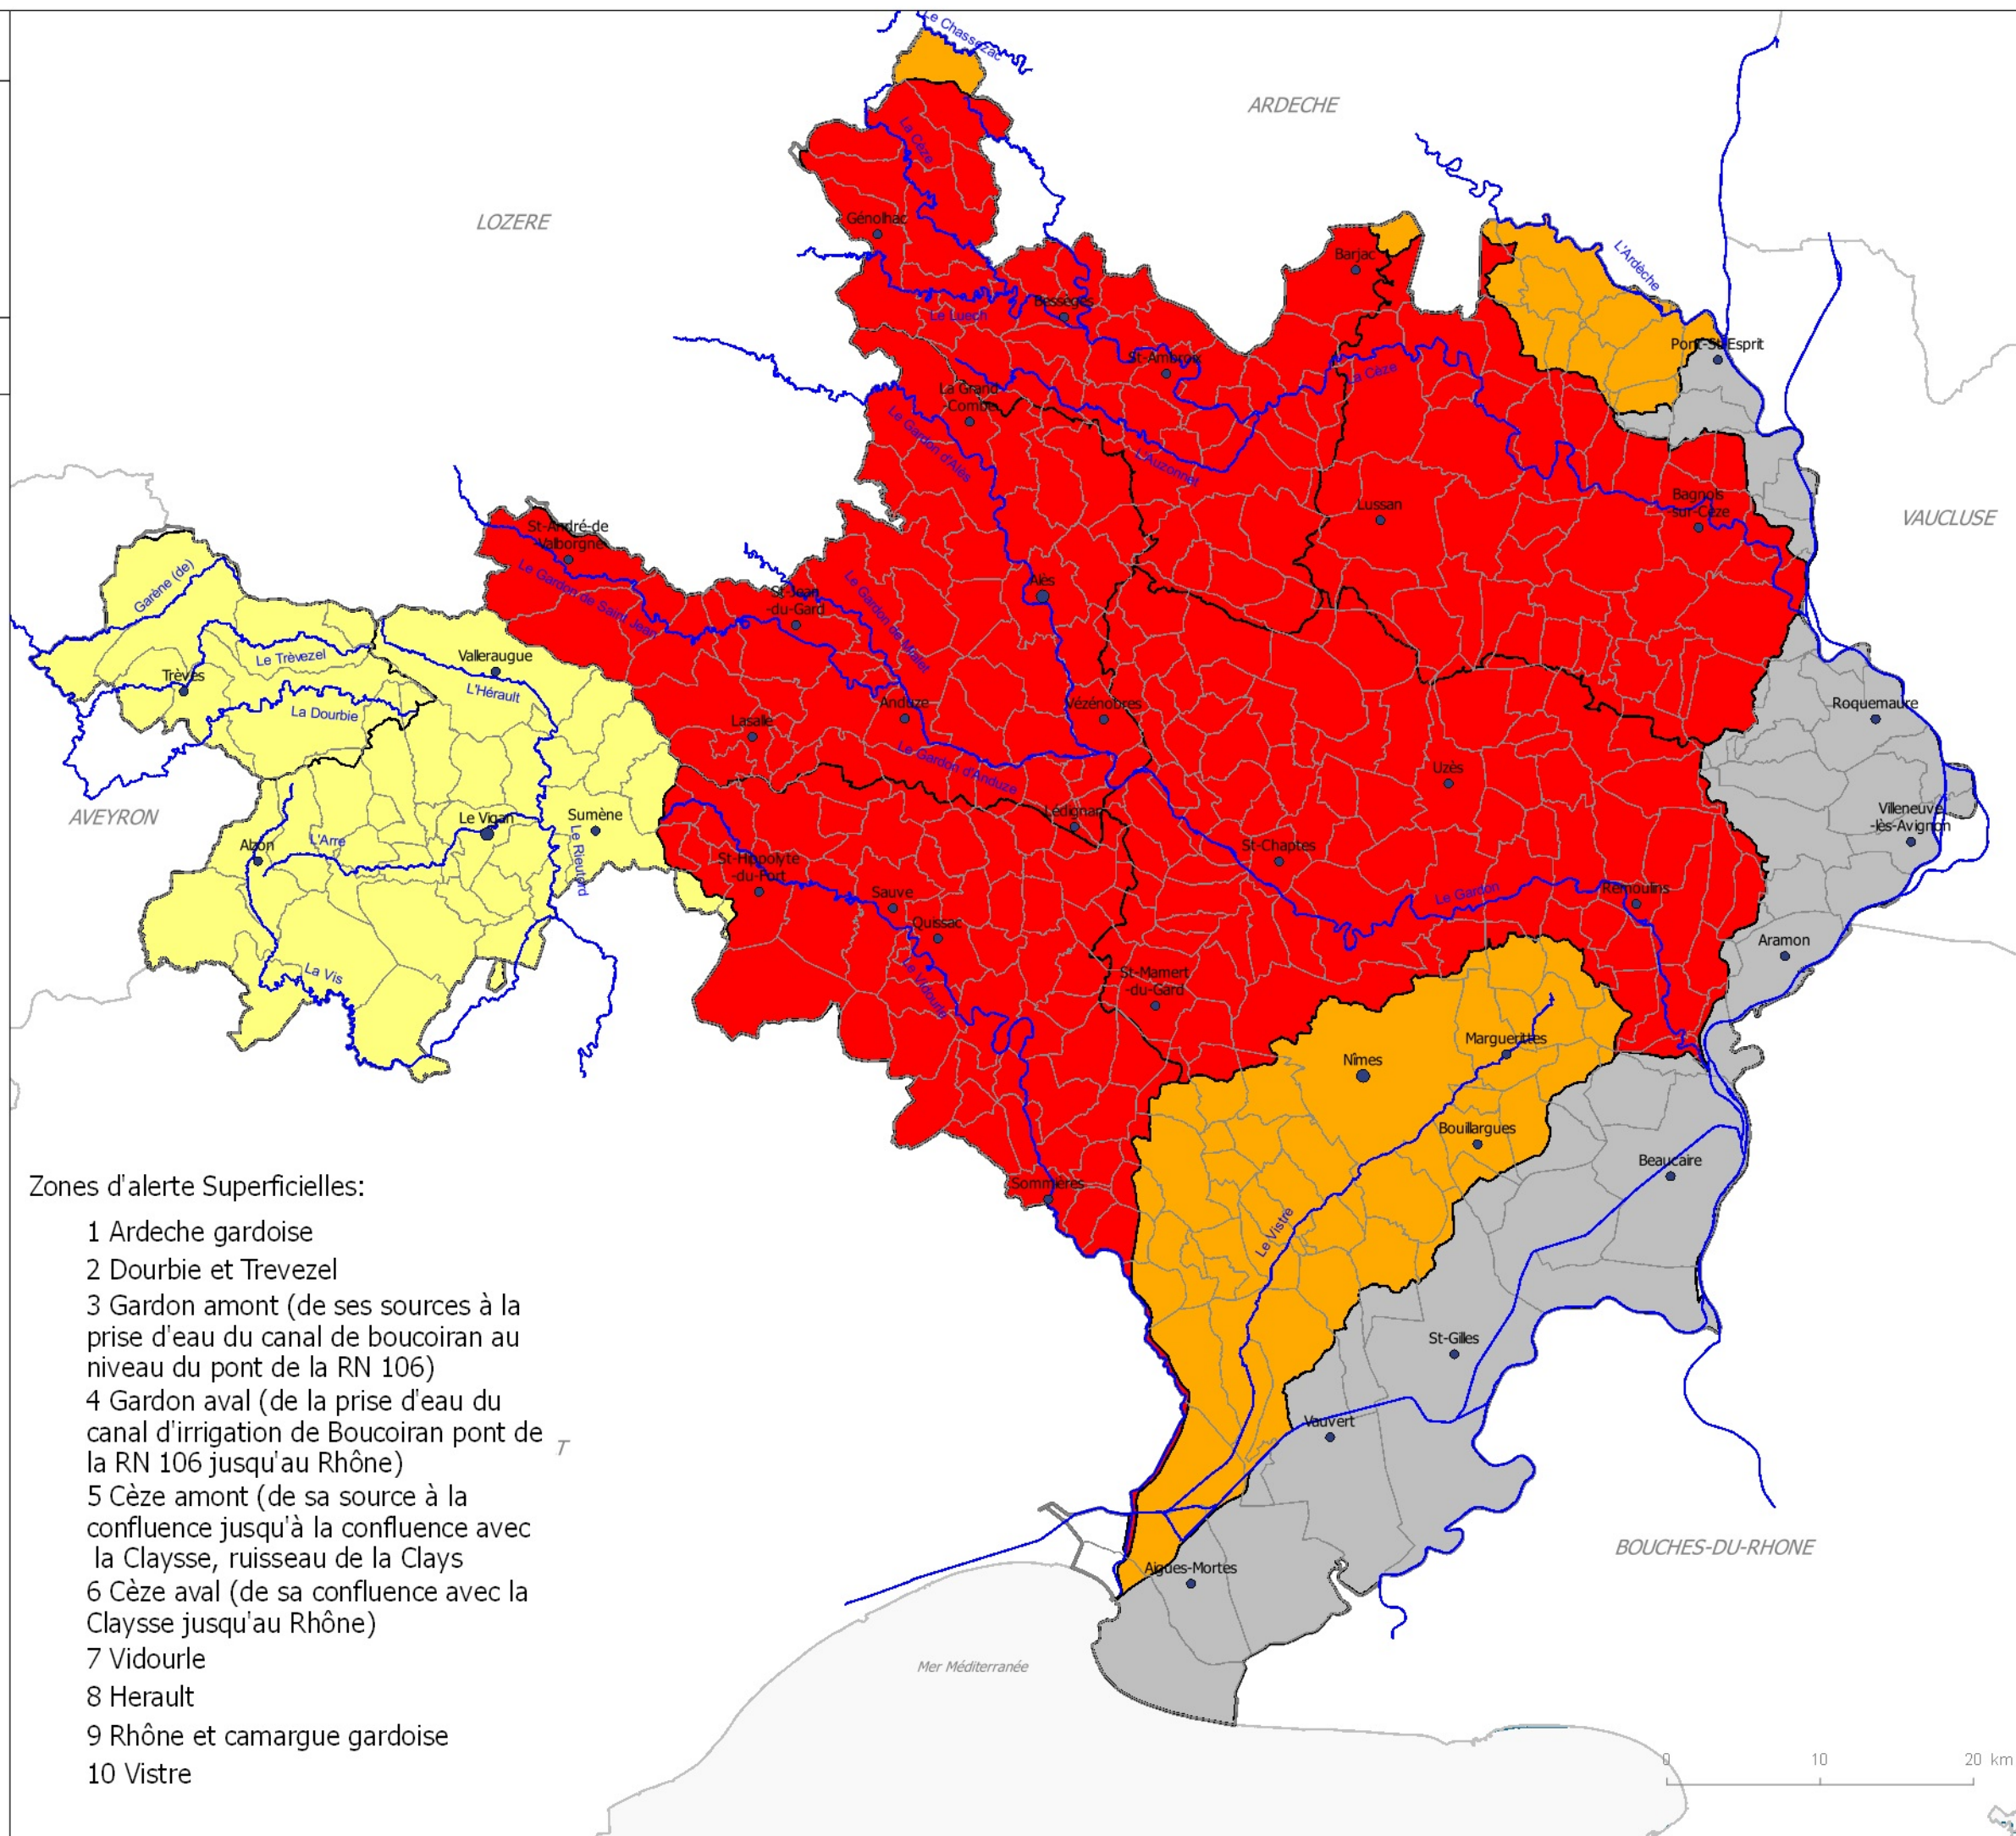 Le Chassezac
ARDECHE
La Cèze
LOZERE
Génolhac
Barjac
L'Ardèche
Bessèges
Le Luech
Pont-St-Esprit
St-Ambroix
La Cèze
La Grand
-Combe
Le Gardon d'Alès
L'Auzonnet
Lussan
Bagnols
sur-Cèze
VAUCLUSE
St-André-de
-Valborgne
Garène (de)
Le Gardon de Saint Jean
St-Jean
-du-Gard
Le Gardon de Mialet
Alès
Valleraugue
Le Trèvezel
Trèves
L'Hérault
La Dourbie
Lasalle
Anduze
Vézénobres
Roquemaure
Le Gardon d'Anduze
Uzès
AVEYRON
Le Vigan
Sumène
Lédignan
Villeneuve
-lès-Avignon
Alzon
L'Arre
Le Rieutord
St-Hippolyte
-du-Fort
St-Chaptes
Sauve
Le Gardon
Remoulins
Quissac
Aramon
La Vis
Le Vidourle
St-Mamert
-du-Gard
Marguerittes
Nîmes
Bouillargues
Beaucaire
Sommières
Le Vistre
St-Gilles
Vauvert
T
Aigues-Mortes
BOUCHES-DU-RHONE
Mer Méditerranée
Zones d'alerte Superficielles:
1 Ardeche gardoise
2 Dourbie et Trevezel
3 Gardon amont (de ses sources à la
prise d'eau du canal de boucoiran au
niveau du pont de la RN 106)
4 Gardon aval (de la prise d'eau du
canal d'irrigation de Boucoiran pont de
la RN 106 jusqu'au Rhône)
5 Cèze amont (de sa source à la
confluence jusqu'à la confluence avec
la Claysse, ruisseau de la Clays
6 Cèze aval (de sa confluence avec la
Claysse jusqu'au Rhône)
7 Vidourle
8 Herault
9 Rhône et camargue gardoise
10 Vistre
0 10 20 km